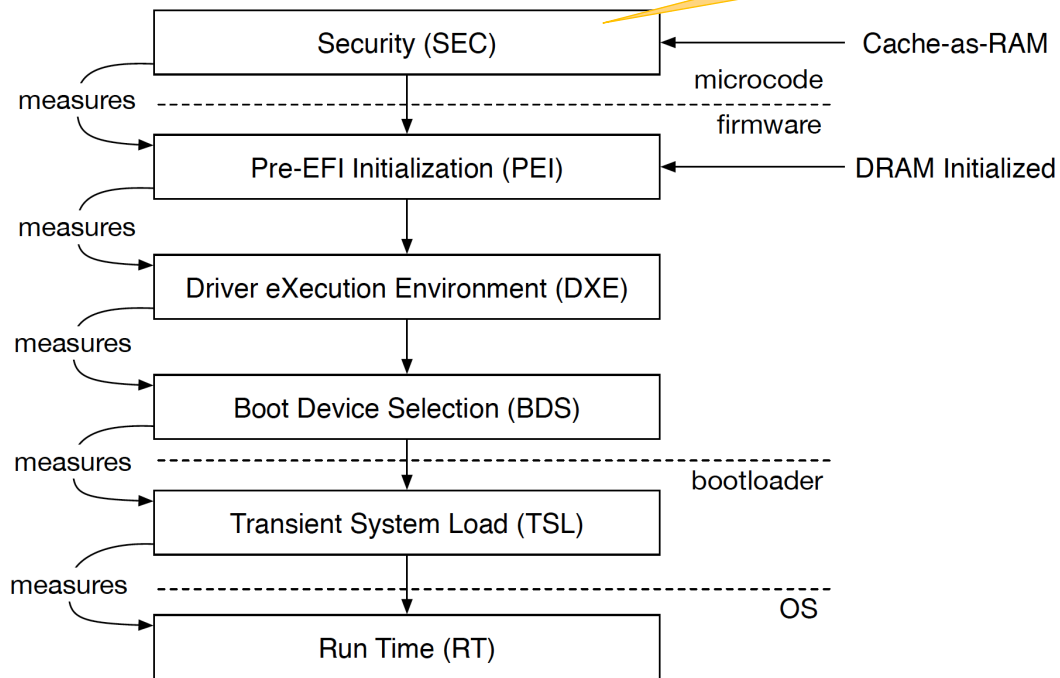 Security (SEC)
Cache-as-RAM
microcode
measures
firmware
Pre-EFI Initialization (PEI)
DRAM Initialized
measures
Driver eXecution Environment (DXE)
measures
Boot Device Selection (BDS)
measures
bootloader
Transient System Load (TSL)
measures
OS
Run Time (RT)